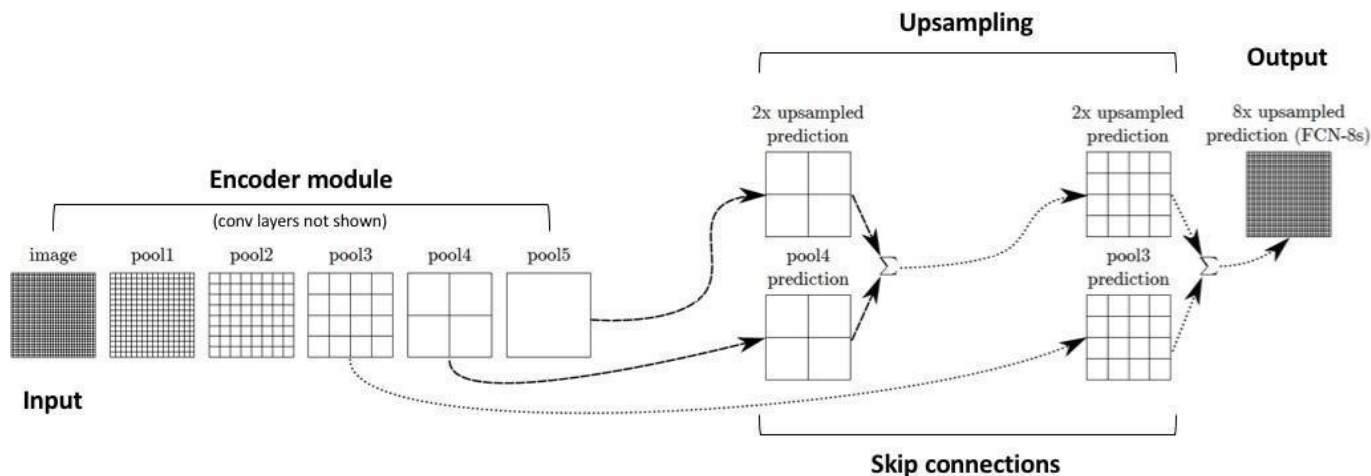 Upsampling
Output
2x upsampled
prediction
2x upsampled
prediction
8x upsampled
prediction (FCN-8s)
Encoder module
(conv layers not shown)
image
pool1
pool2
pool3
pool4
pool5
pool4
prediction
Σ
pool3
prediction
Σ
Input
Skip connections